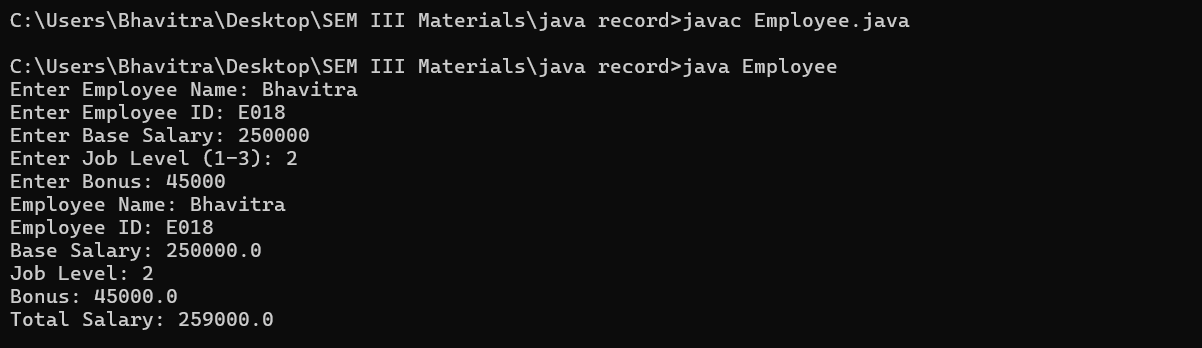 C:\Users\Bhavitra\Desktop\SEM III Materials\java record>javac Employee.java
C:\Users\Bhavitra\Desktop\SEM III Materials\java record>java Employee
Enter Employee Name: Bhavitra
Enter Employee ID: E018
Enter Base Salary: 250000
Enter Job Level (1-3): 2
Enter Bonus: 45000
Employee Name: Bhavitra
Employee ID: E018
Base Salary: 250000.0
Job Level: 2
Bonus: 45000.0
Total Salary: 259000.0